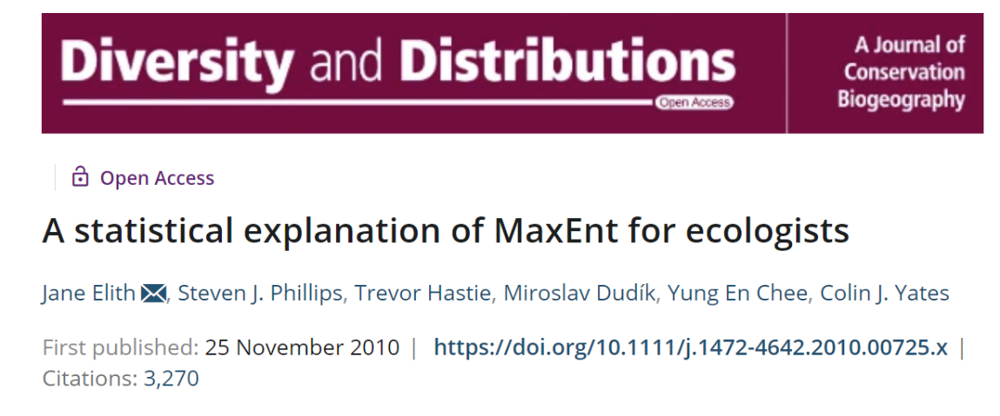 Diversity and Distributions
Open Access
A Journal of
Conservation
Biogeography
Open Access
A statistical explanation of MaxEnt for ecologists
Jane Elith, Steven J. Phillips, Trevor Hastie, Miroslav Dudík, Yung En Chee, Colin J. Yates
First published: 25 November 2010 | https://doi.org/10.1111/j.1472-4642.2010.00725.x |
Citations: 3,270